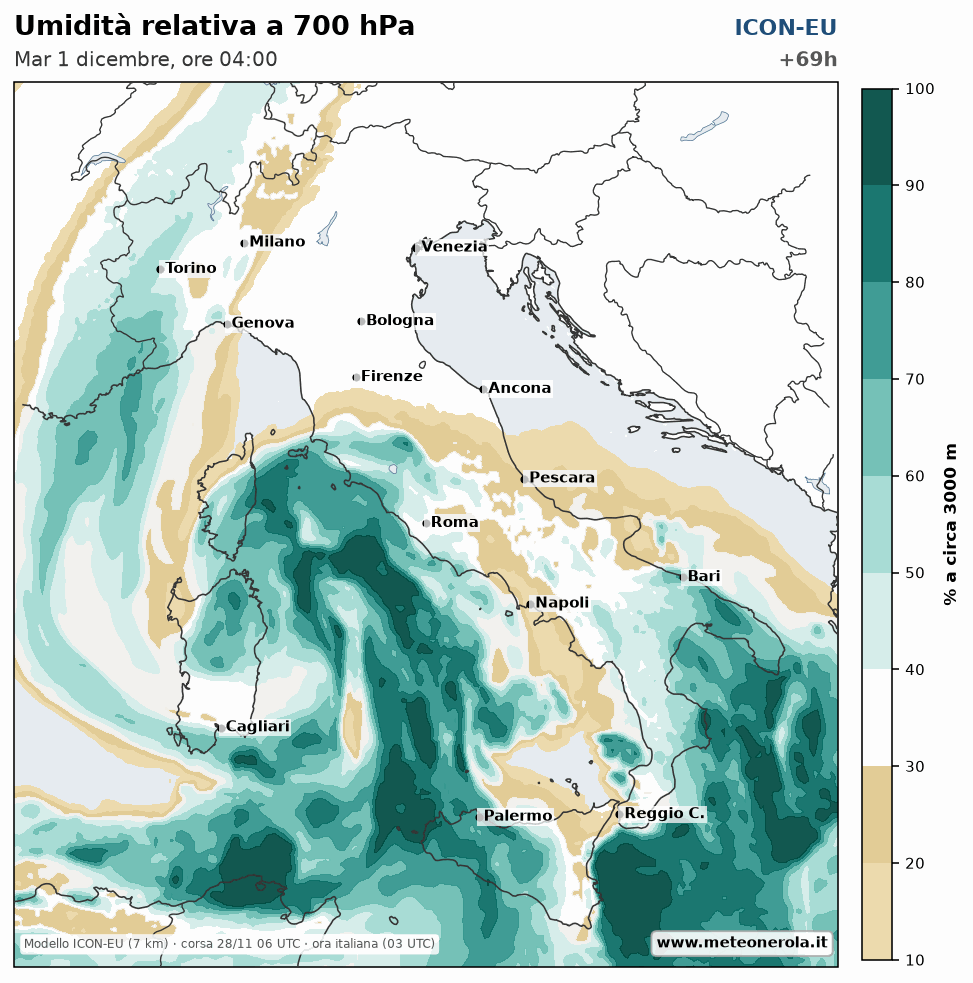 Umidità relativa a 700 hPa
ICON-EU
Mar 1 dicembre, ore 04:00
+69h
100
90
80
70
60
50
40
30
20
10
% a circa 3000 m
Milano
Venezia
Torino
Genova
Bologna
Firenze
Ancona
Pescara
Roma
Bari
Napoli
Cagliari
Palermo
Reggio C.
Modello ICON-EU (7 km) · corsa 28/11 06 UTC · ora italiana (03 UTC)
www.meteonerola.it